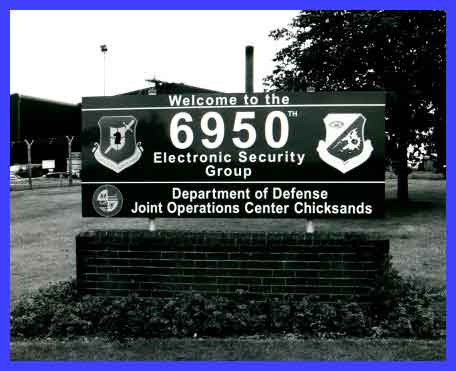 Welcome to the
6950TH
Electronic Security
Group
Department of Defense
Joint Operations Center Chicksands